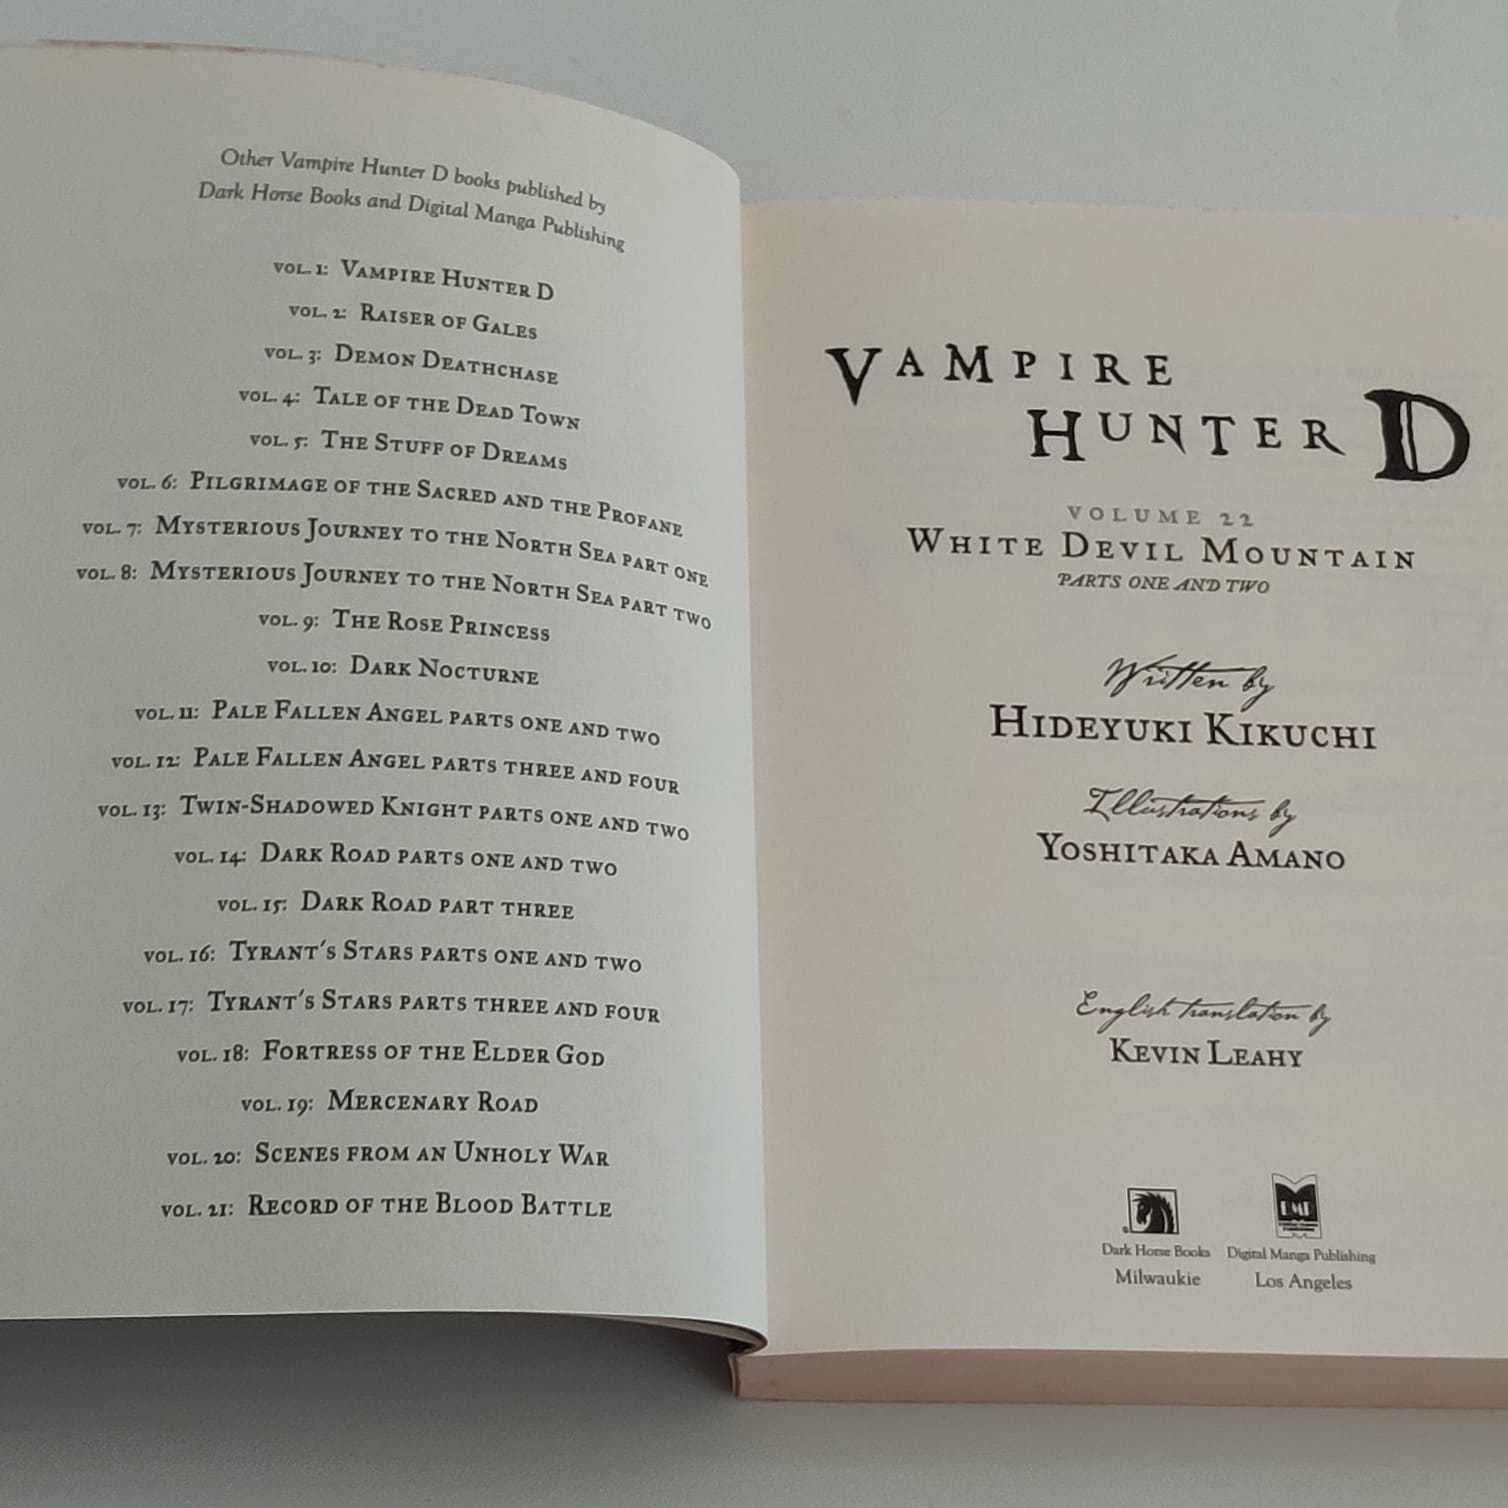 Other Vampire Hunter D books published by
Dark Horse Books and Digital Manga Publishing
VOL. 1: VAMPIRE HUNTER D
VOL. 2: RAISER OF GALES
VOL. 3: DEMON DEATHCHASE
VOL. 4: TALE OF THE DEAD TOWN
VOL. 5: THE STUFF OF DREAMS
VOL. 6: PILGRIMAGE OF THE SACRED AND THE PROFANE
VOL. 7: MYSTERIOUS JOURNEY TO THE NORTH SEA PART ONE
VOL. 8: MYSTERIOUS JOURNEY TO THE NORTH SEA PART TWO
VOL. 9: THE ROSE PRINCESS
VOL. 10: DARK NOCTURNE
VOL. 11: PALE FALLEN ANGEL PARTS ONE AND TWO
VOL. 12: PALE FALLEN ANGEL PARTS THREE AND FOUR
VOL. 13: TWIN-SHADOWED KNIGHT PARTS ONE AND TWO
VOL. 14: DARK ROAD PARTS ONE AND TWO
VOL. 15: DARK ROAD PART THREE
VOL. 16: TYRANT'S STARS PARTS ONE AND TWO
VOL. 17: TYRANT'S STARS PARTS THREE AND FOUR
VOL. 18: FORTRESS OF THE ELDER GOD
VOL. 19: MERCENARY ROAD
VOL. 20: SCENES FROM AN UNHOLY WAR
VOL. 21: RECORD OF THE BLOOD BATTLE
VAMPIRE
HUNTER D
VOLUME 22
WHITE DEVIL MOUNTAIN
PARTS ONE AND TWO
Written by
HIDEYUKI KIKUCHI
Illustrations by
YOSHITAKA AMANO
English translation by
KEVIN LEAHY
DMP
Dark Horse Books
Milwaukie
Digital Manga Publishing
Los Angeles